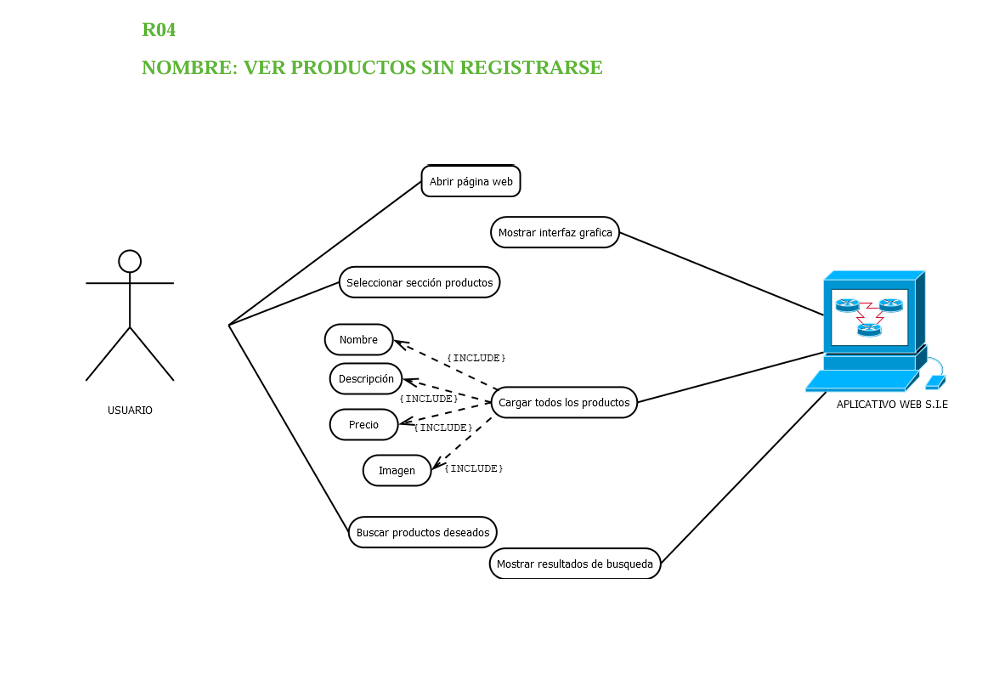 R04
NOMBRE: VER PRODUCTOS SIN REGISTRARSE
Abrir página web
Mostrar interfaz grafica
Seleccionar sección productos
Nombre
{INCLUDE}
Descripción
{INCLUDE}
Cargar todos los productos
Precio
{INCLUDE}
Imagen
{INCLUDE}
USUARIO
APLICATIVO WEB S.I.E
Buscar productos deseados
Mostrar resultados de busqueda